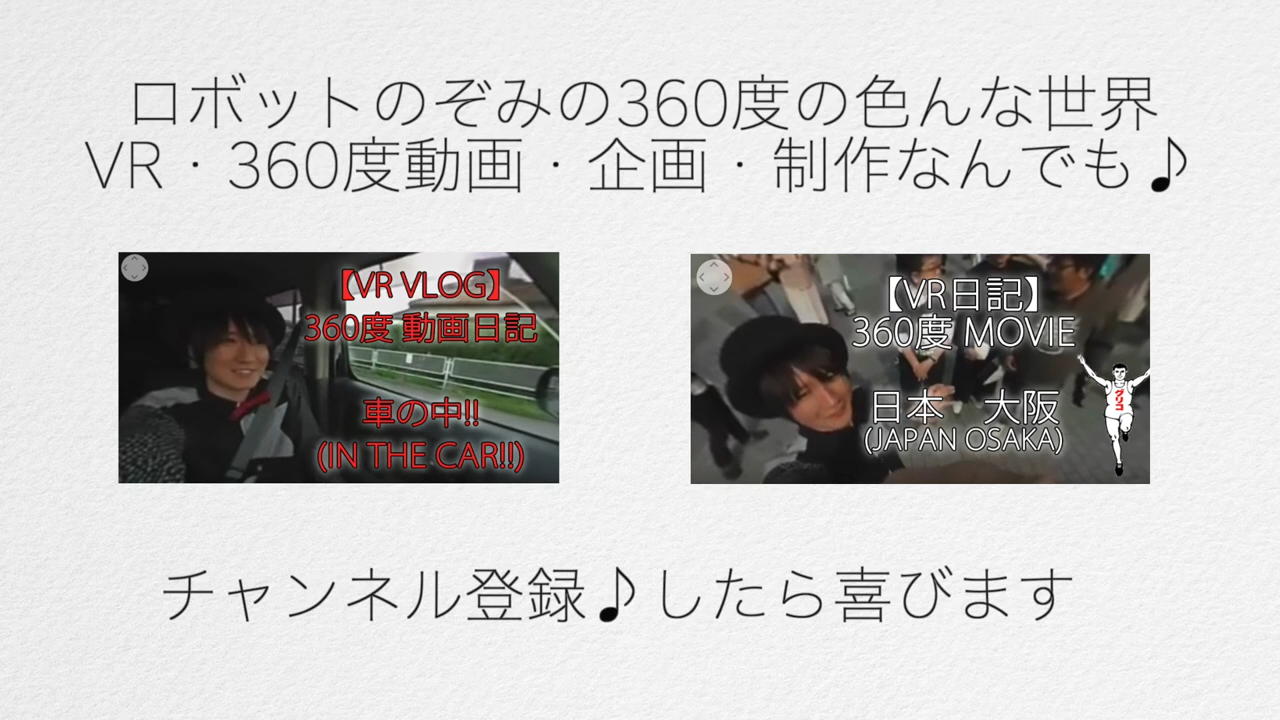 ロボットのぞみの360度の色んな世界
VR・360度動画・企画・制作なんでも♪
【VR VLOG】
360度 動画日記
車の中!!
(IN THE CAR!!)
【VR日記】
360度 MOVIE
日本 大阪
(JAPAN OSAKA)
グリコ
チャンネル登録♪したら喜びます